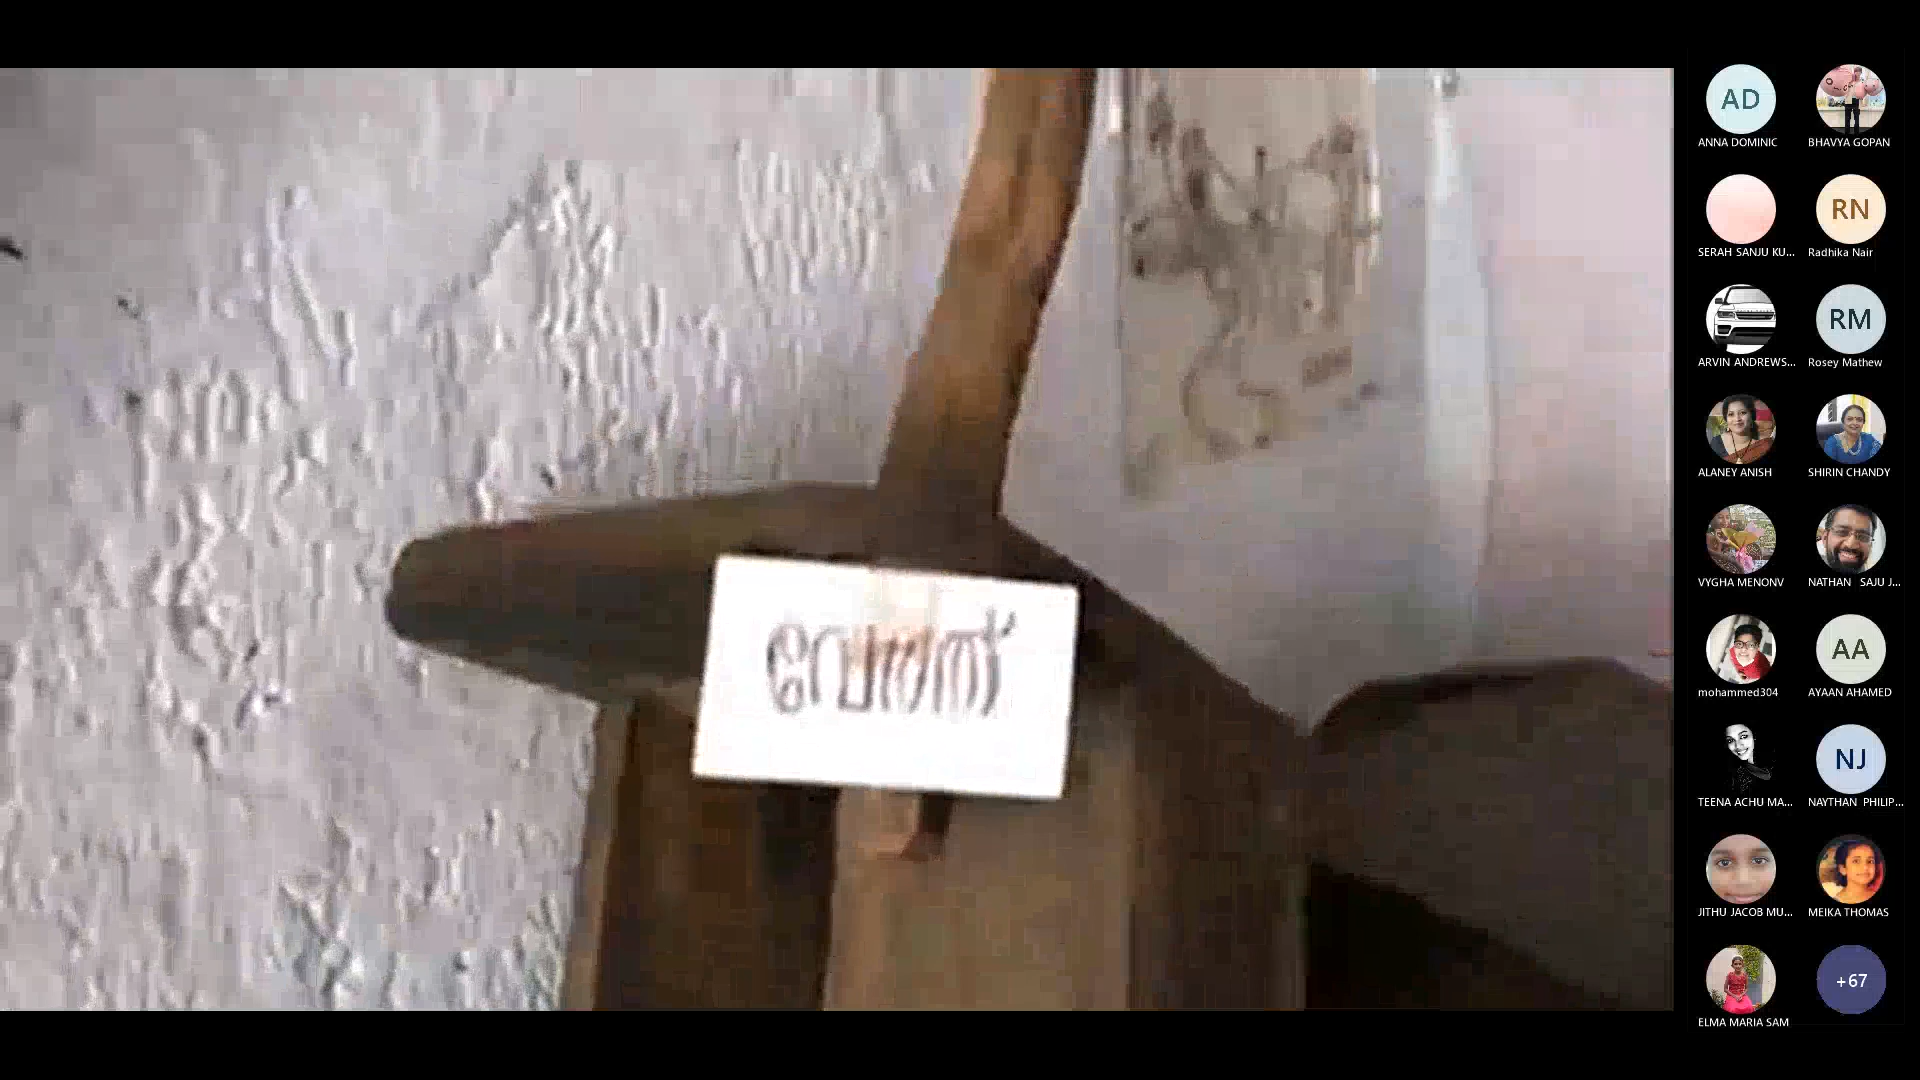 വേരത്
AD
ANNA DOMINIC
BHAVYA GOPAN
SERAH SANJU KU...
RN
Radhika Nair
ARVIN ANDREWS...
RM
Rosey Mathew
ALANEY ANISH
SHIRIN CHANDY
VYGHA MENONV
NATHAN SAJU J...
mohammed304
AA
AYAAN AHAMED
TEENA ACHU MA...
NJ
NAYTHAN PHILIP...
JITHU JACOB MU...
MEIKA THOMAS
ELMA MARIA SAM
+67